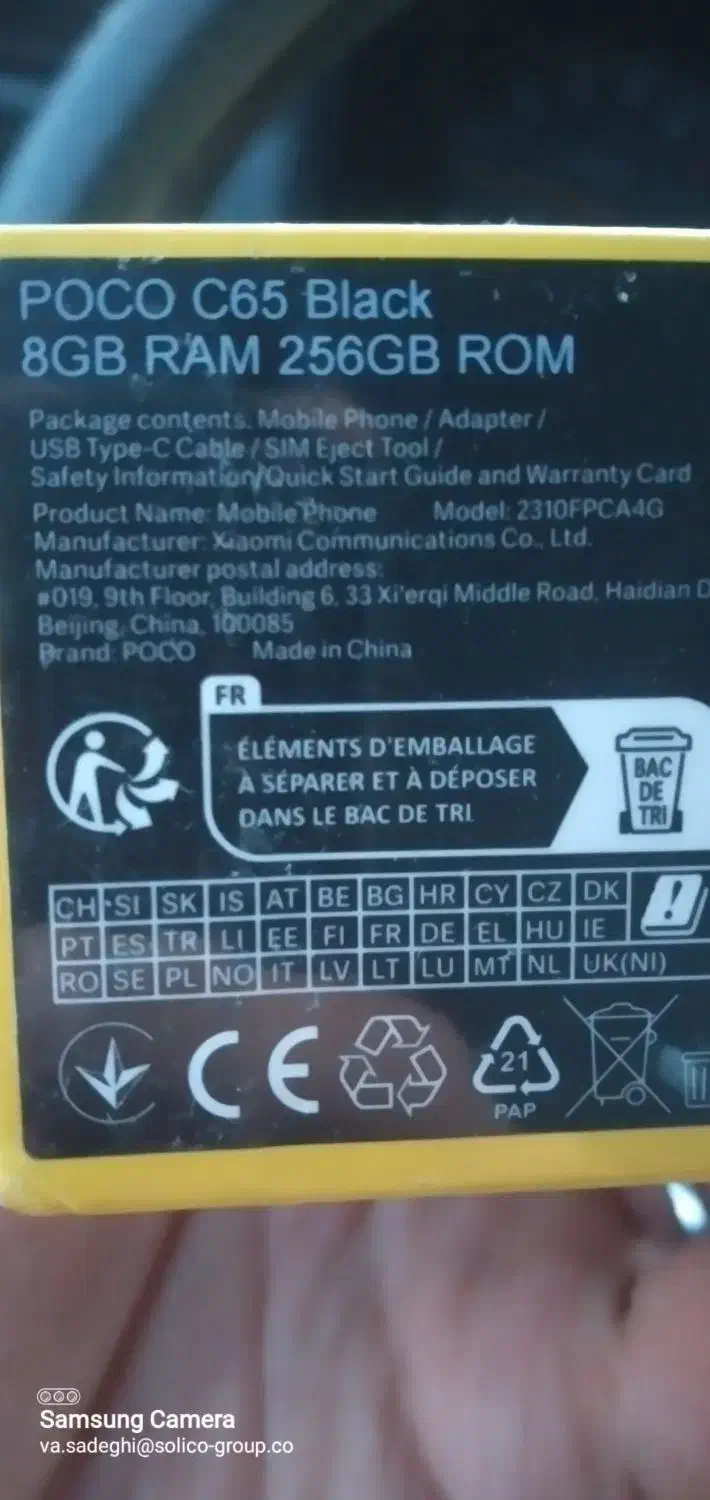 POCO C65 Black
8GB RAM 256GB ROM
Package contents: Mobile Phone / Adapter /
USB Type-C Cable / SIM Eject Tool /
Safety Information/Quick Start Guide and Warranty Card
Product Name: Mobile Phone Model: 2310FPCA4G
Manufacturer: Xiaomi Communications Co., Ltd.
Manufacturer postal address:
#019, 9th Floor, Building 6, 33 Xi'erqi Middle Road, Haidian D
Beijing, China, 100085
Brand: POCO Made in China
FR
ÉLÉMENTS D'EMBALLAGE
À SÉPARER ET À DÉPOSER
DANS LE BAC DE TRI
BAC
DE
TRI
CH SI SK IS AT BE BG HR CY CZ DK
PT ES TR LI EE FI FR DE EL HU IE
RO SE PL NO IT LV LT LU MT NL UK(NI)
CE
21
PAP
Samsung Camera
va.sadeghi@solico-group.co